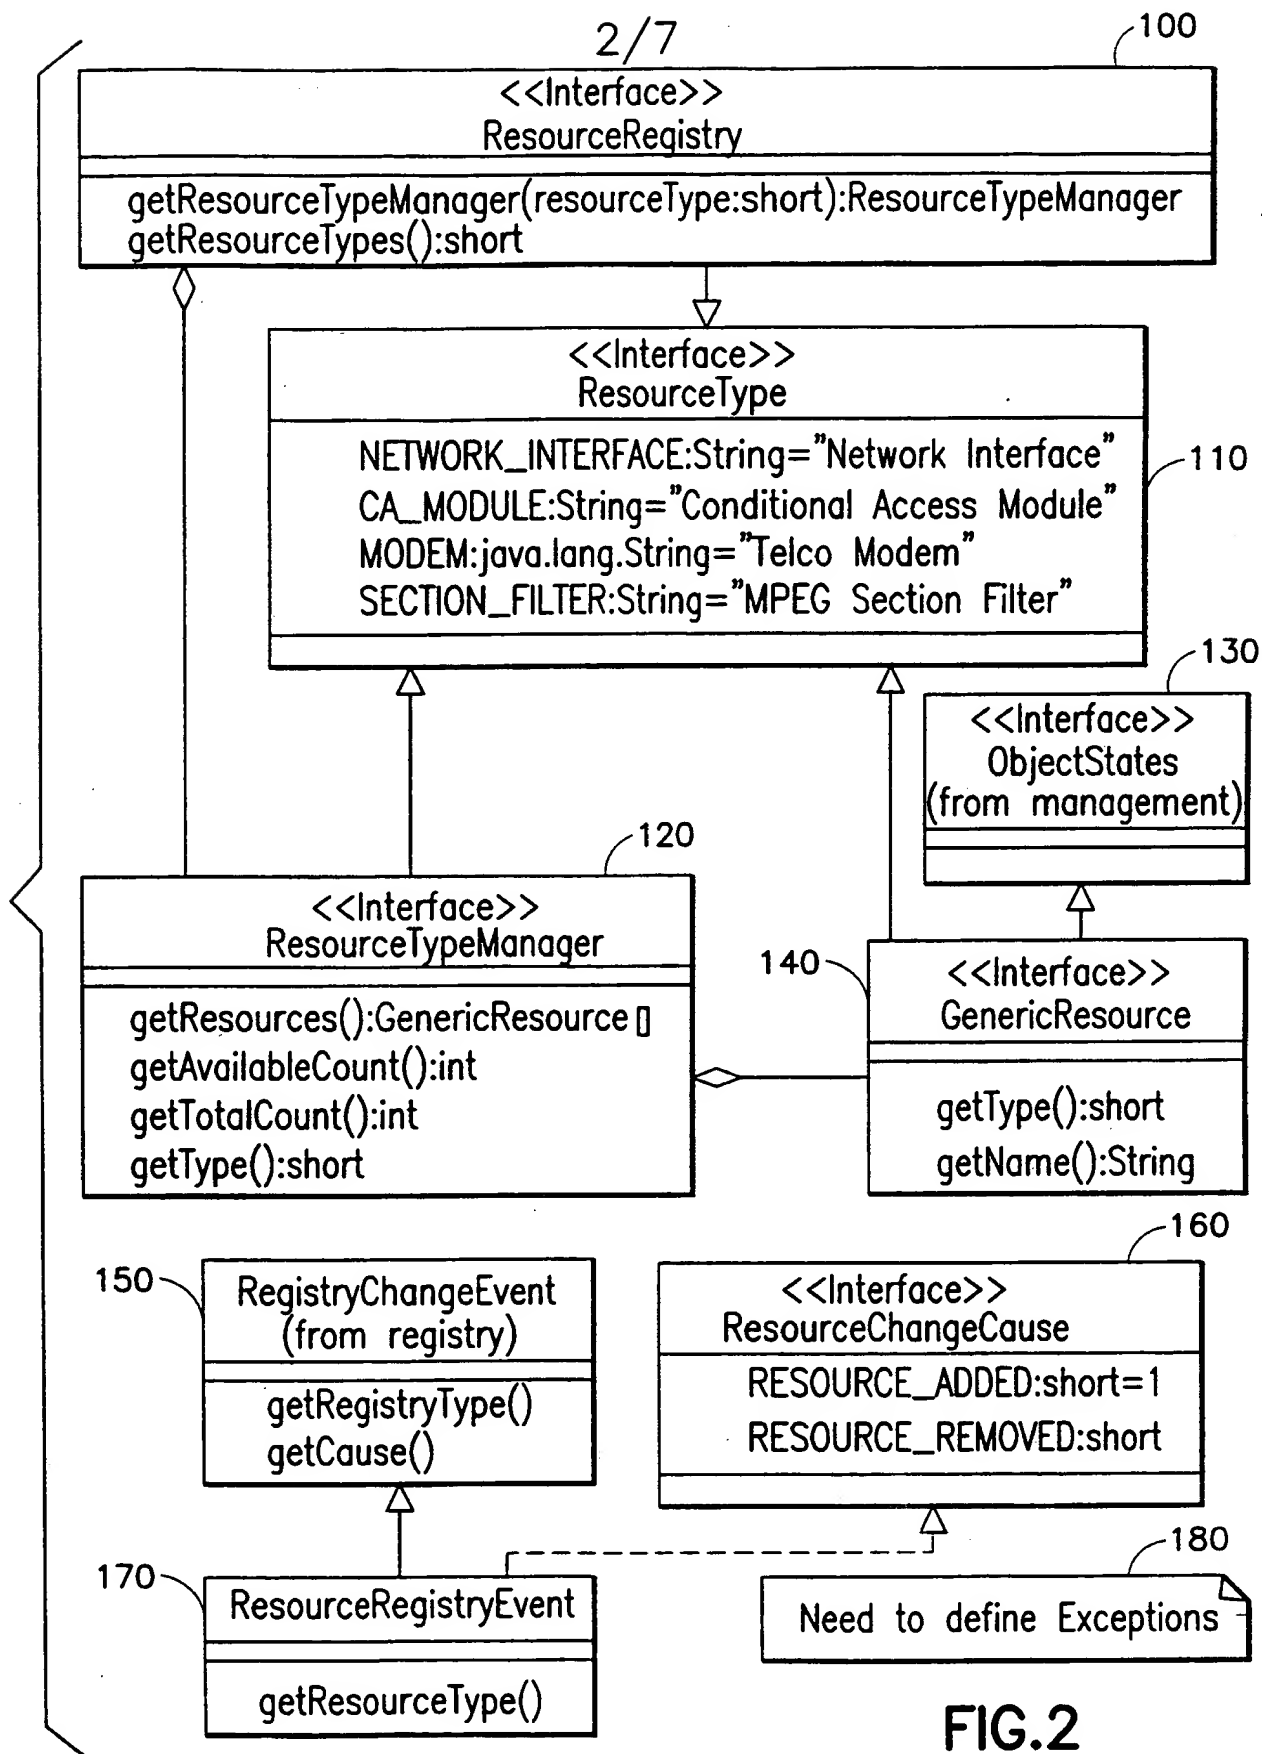 2/7
100
<<Interface>>
ResourceRegistry
getResourceTypeManager(resourceType:short):ResourceTypeManager
getResourceTypes():short
<<Interface>>
ResourceType
NETWORK_INTERFACE:String="Network Interface"
CA_MODULE:String="Conditional Access Module"
MODEM:java.lang.String="Telco Modem"
SECTION_FILTER:String="MPEG Section Filter"
110
130
<<Interface>>
ObjectStates
(from management)
120
<<Interface>>
ResourceTypeManager
getResources():GenericResource[]
getAvailableCount():int
getTotalCount():int
getType():short
140
<<Interface>>
GenericResource
getType():short
getName():String
150
RegistryChangeEvent
(from registry)
getRegistryType()
getCause()
160
<<Interface>>
ResourceChangeCause
RESOURCE_ADDED:short=1
RESOURCE_REMOVED:short
170
ResourceRegistryEvent
getResourceType()
180
Need to define Exceptions
FIG.2